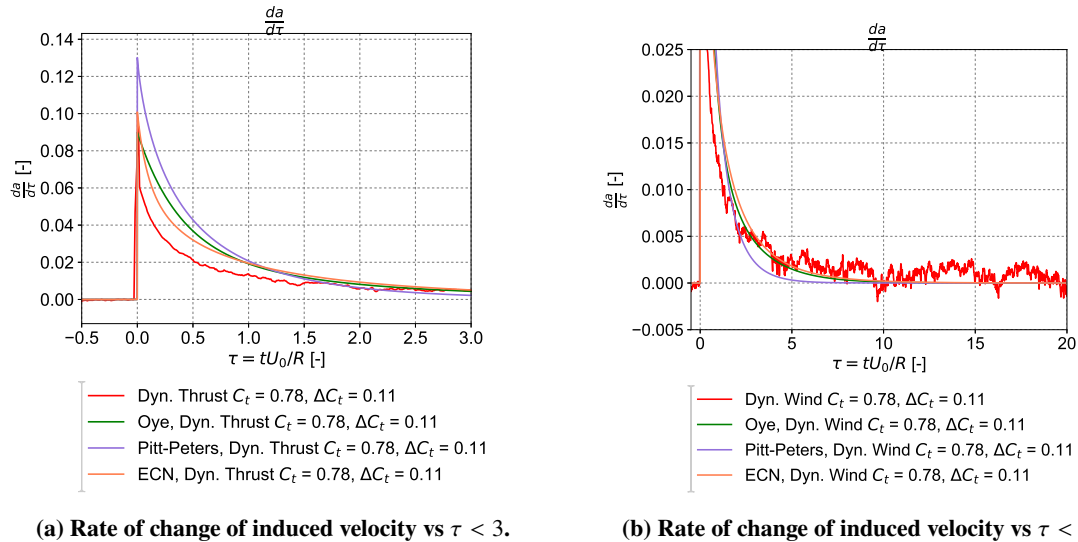 da/dτ
0.14
0.12
0.10
0.08
0.06
0.04
0.02
0.00
da/dτ [-]
−0.5 0.0 0.5 1.0 1.5 2.0 2.5 3.0
τ = tU₀/R [-]
Dyn. Thrust Cₜ = 0.78, ΔCₜ = 0.11
Oye, Dyn. Thrust Cₜ = 0.78, ΔCₜ = 0.11
Pitt-Peters, Dyn. Thrust Cₜ = 0.78, ΔCₜ = 0.11
ECN, Dyn. Thrust Cₜ = 0.78, ΔCₜ = 0.11
(a) Rate of change of induced velocity vs τ < 3.
da/dτ
0.025
0.020
0.015
0.010
0.005
0.000
−0.005
da/dτ [-]
0 5 10 15 20
τ = tU₀/R [-]
Dyn. Wind Cₜ = 0.78, ΔCₜ = 0.11
Oye, Dyn. Wind Cₜ = 0.78, ΔCₜ = 0.11
Pitt-Peters, Dyn. Wind Cₜ = 0.78, ΔCₜ = 0.11
ECN, Dyn. Wind Cₜ = 0.78, ΔCₜ = 0.11
(b) Rate of change of induced velocity vs τ <